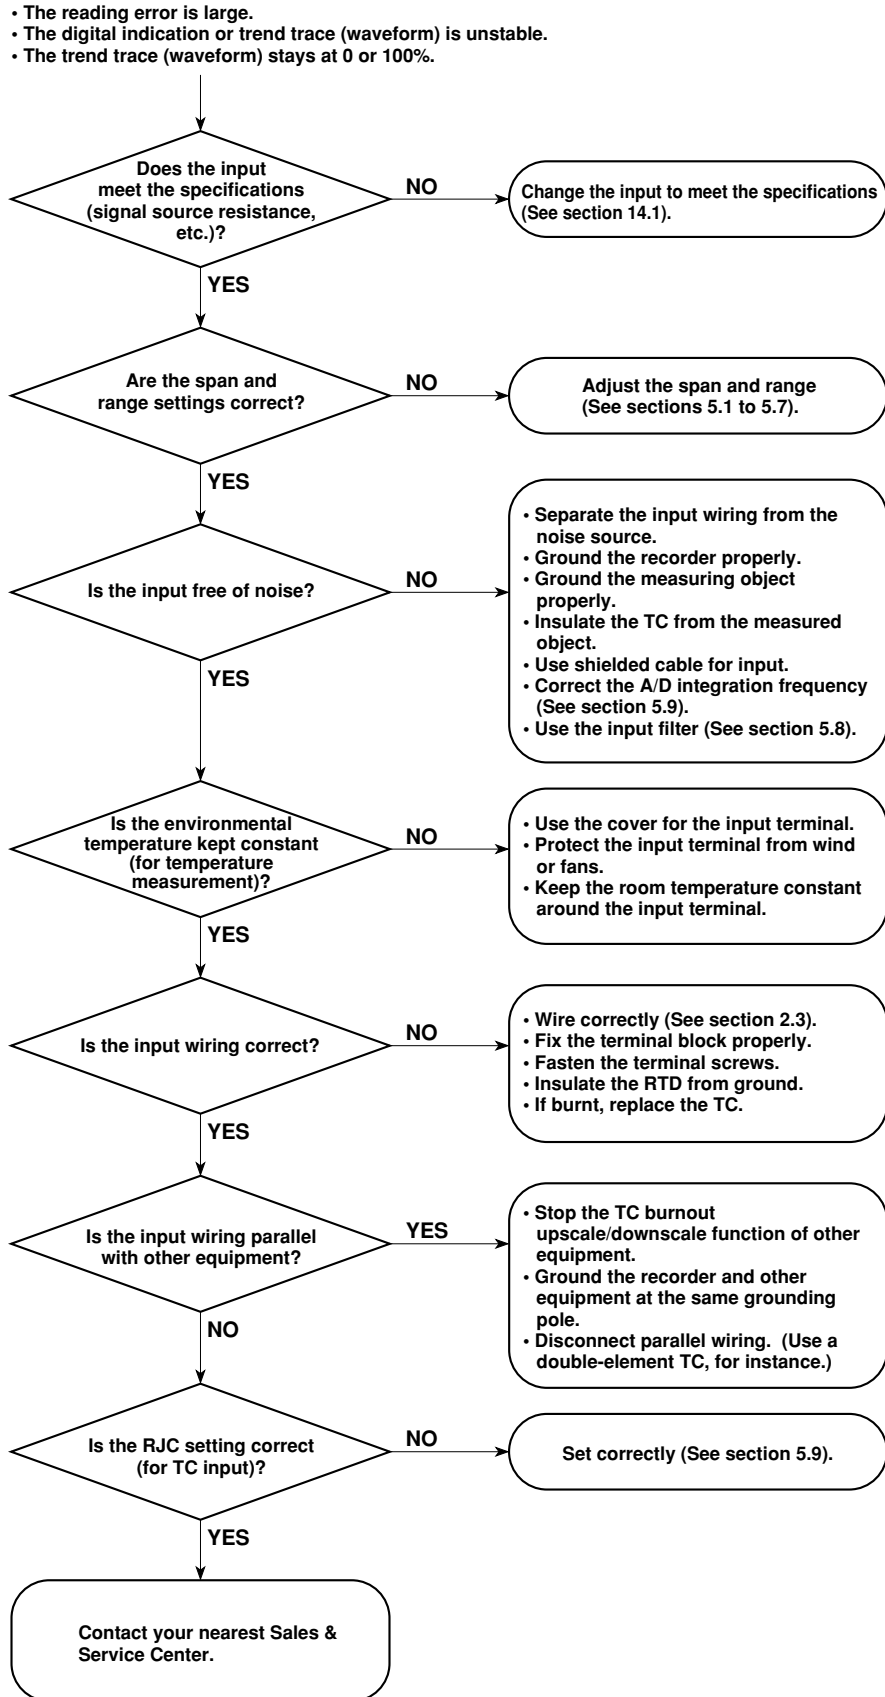 • The reading error is large.
• The digital indication or trend trace (waveform) is unstable.
• The trend trace (waveform) stays at 0 or 100%.
Does the input
meet the specifications
(signal source resistance,
etc.)?
NO
Change the input to meet the specifications
(See section 14.1).
YES
Are the span and
range settings correct?
NO
Adjust the span and range
(See sections 5.1 to 5.7).
YES
Is the input free of noise?
NO
• Separate the input wiring from the
noise source.
• Ground the recorder properly.
• Ground the measuring object
properly.
• Insulate the TC from the measured
object.
• Use shielded cable for input.
• Correct the A/D integration frequency
(See section 5.9).
• Use the input filter (See section 5.8).
YES
Is the environmental
temperature kept constant
(for temperature
measurement)?
NO
• Use the cover for the input terminal.
• Protect the input terminal from wind
or fans.
• Keep the room temperature constant
around the input terminal.
YES
Is the input wiring correct?
NO
• Wire correctly (See section 2.3).
• Fix the terminal block properly.
• Fasten the terminal screws.
• Insulate the RTD from ground.
• If burnt, replace the TC.
YES
Is the input wiring parallel
with other equipment?
YES
• Stop the TC burnout
upscale/downscale function of other
equipment.
• Ground the recorder and other
equipment at the same grounding
pole.
• Disconnect parallel wiring. (Use a
double-element TC, for instance.)
NO
Is the RJC setting correct
(for TC input)?
NO
Set correctly (See section 5.9).
YES
Contact your nearest Sales &
Service Center.